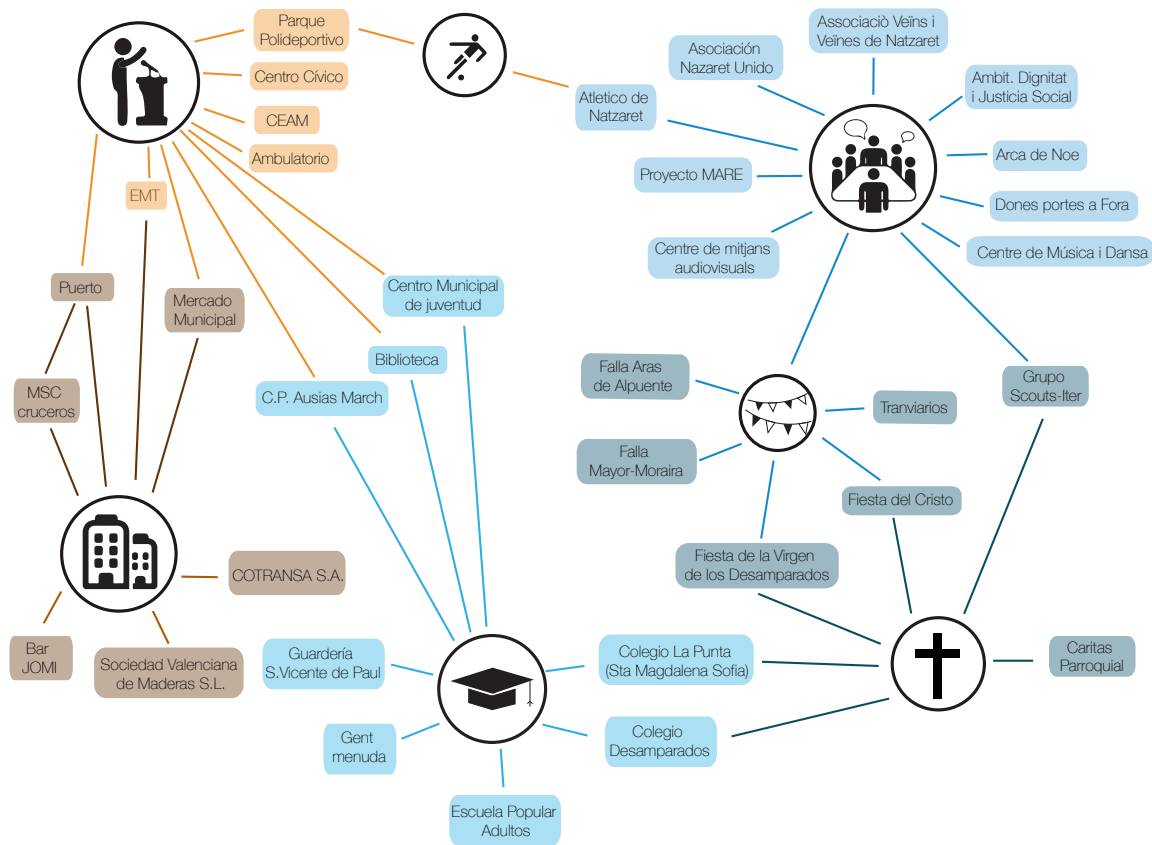 Parque
Polideportivo
Centro Cívico
CEAM
Ambulatorio
EMT
Atletico de
Natzaret
Asociación
Nazaret Unido
Associaciò Veïns i
Veïnes de Natzaret
Ambit. Dignitat
i Justicia Social
Arca de Noe
Proyecto MARE
Dones portes a Fora
Centre de mitjans
audiovisuals
Centre de Música i Dansa
Puerto
Mercado
Municipal
Centro Municipal
de juventud
Biblioteca
C.P. Ausias March
MSC
cruceros
Falla Aras
de Alpuente
Tranviarios
Grupo
Scouts-Iter
Falla
Mayor-Moraira
Fiesta del Cristo
Fiesta de la Virgen
de los Desamparados
COTRANSA S.A.
Bar
JOMI
Sociedad Valenciana
de Maderas S.L.
Guardería
S.Vicente de Paul
Colegio La Punta
(Sta Magdalena Sofia)
Caritas
Parroquial
Gent
menuda
Colegio
Desamparados
Escuela Popular
Adultos